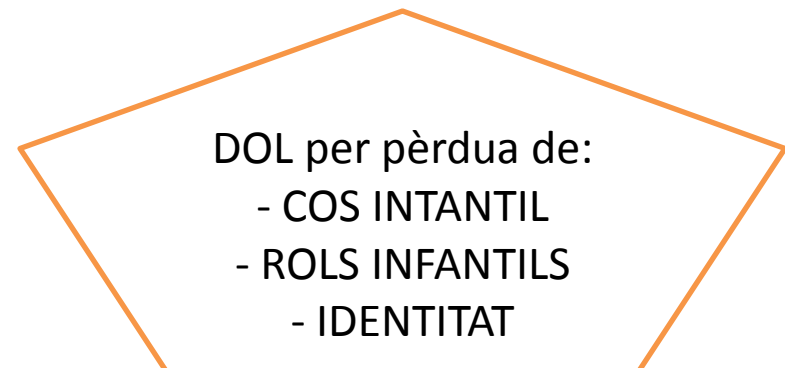 DOL per pèrdua de:
- COS INTANTIL
- ROLS INFANTILS
- IDENTITAT